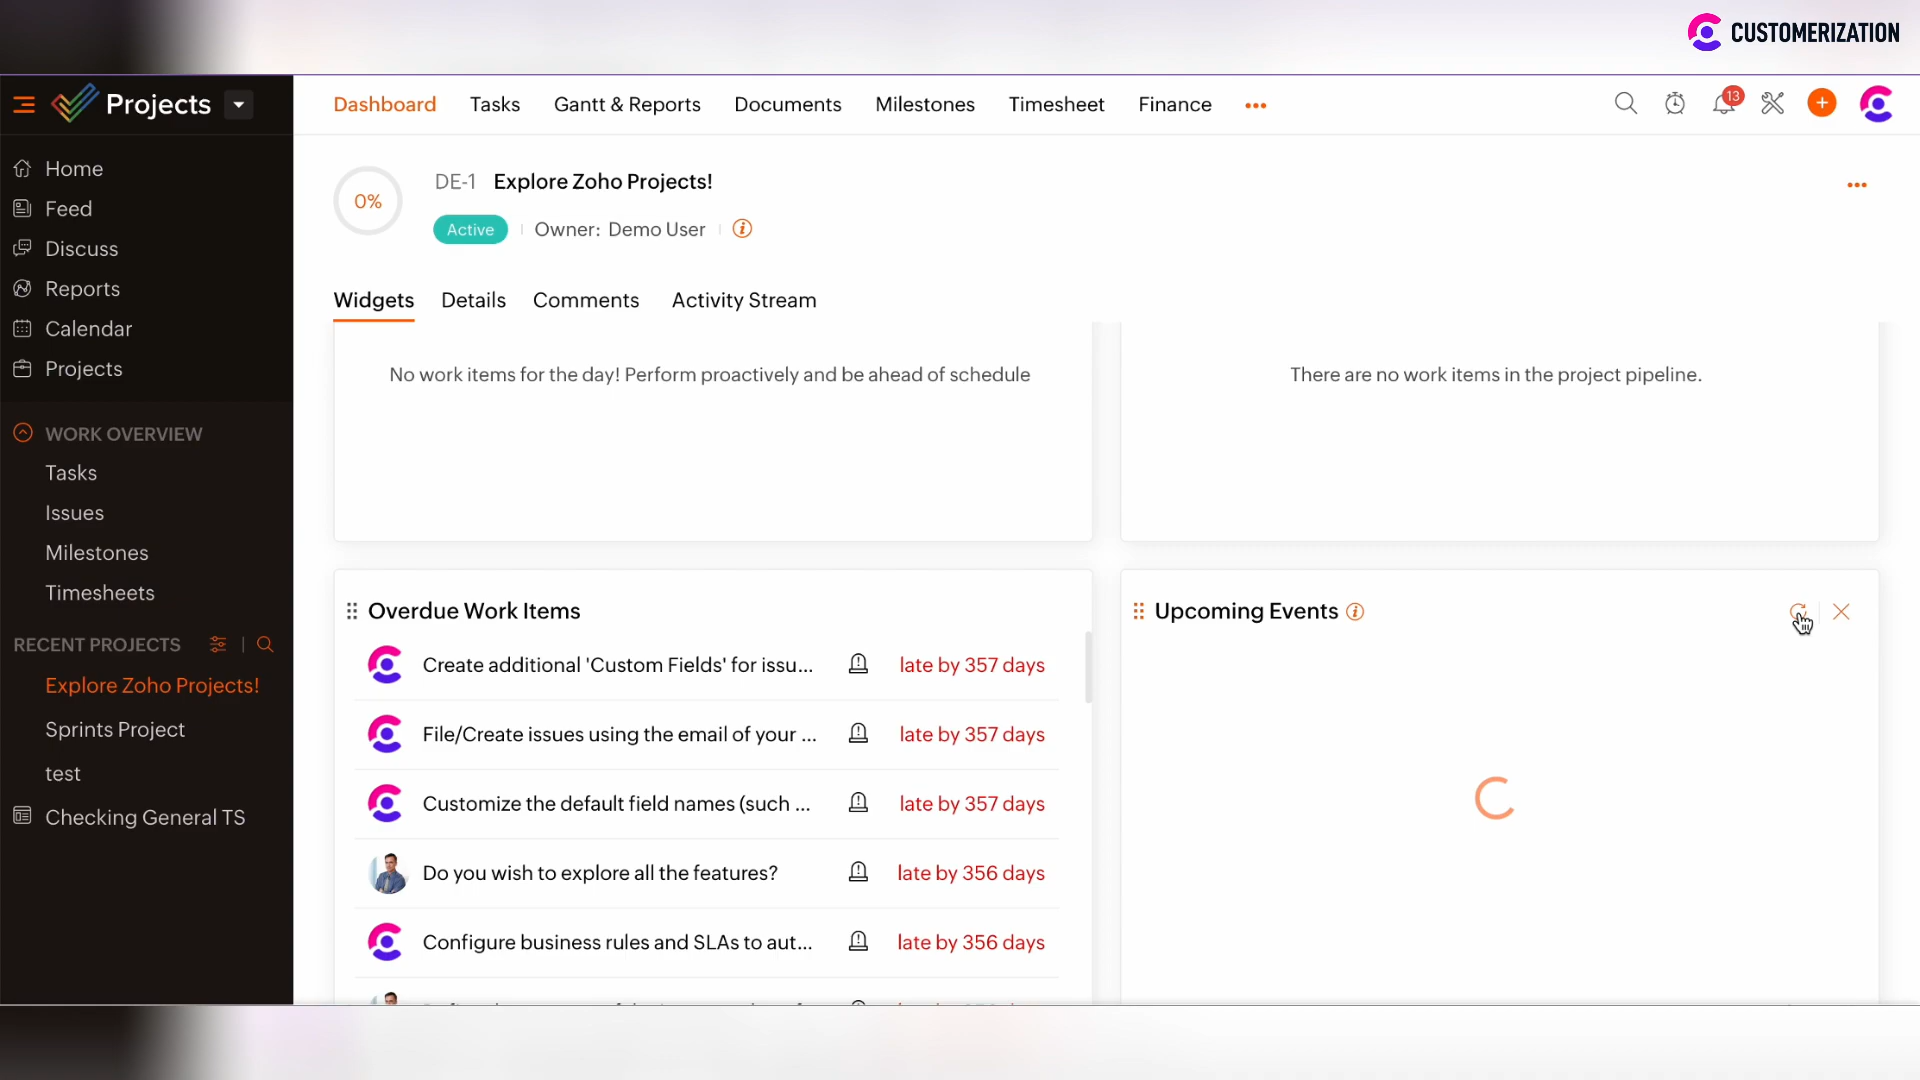 CUSTOMERIZATION
Projects
Dashboard
Tasks
Gantt & Reports
Documents
Milestones
Timesheet
Finance
13
Home
Feed
Discuss
Reports
Calendar
Projects
WORK OVERVIEW
Tasks
Issues
Milestones
Timesheets
RECENT PROJECTS
Explore Zoho Projects!
Sprints Project
test
Checking General TS
0%
DE-1 Explore Zoho Projects!
Active
Owner: Demo User
Widgets
Details
Comments
Activity Stream
No work items for the day! Perform proactively and be ahead of schedule
There are no work items in the project pipeline.
Overdue Work Items
Create additional 'Custom Fields' for issu... late by 357 days
File/Create issues using the email of your ... late by 357 days
Customize the default field names (such ... late by 357 days
Do you wish to explore all the features? late by 356 days
Configure business rules and SLAs to aut... late by 356 days
Upcoming Events